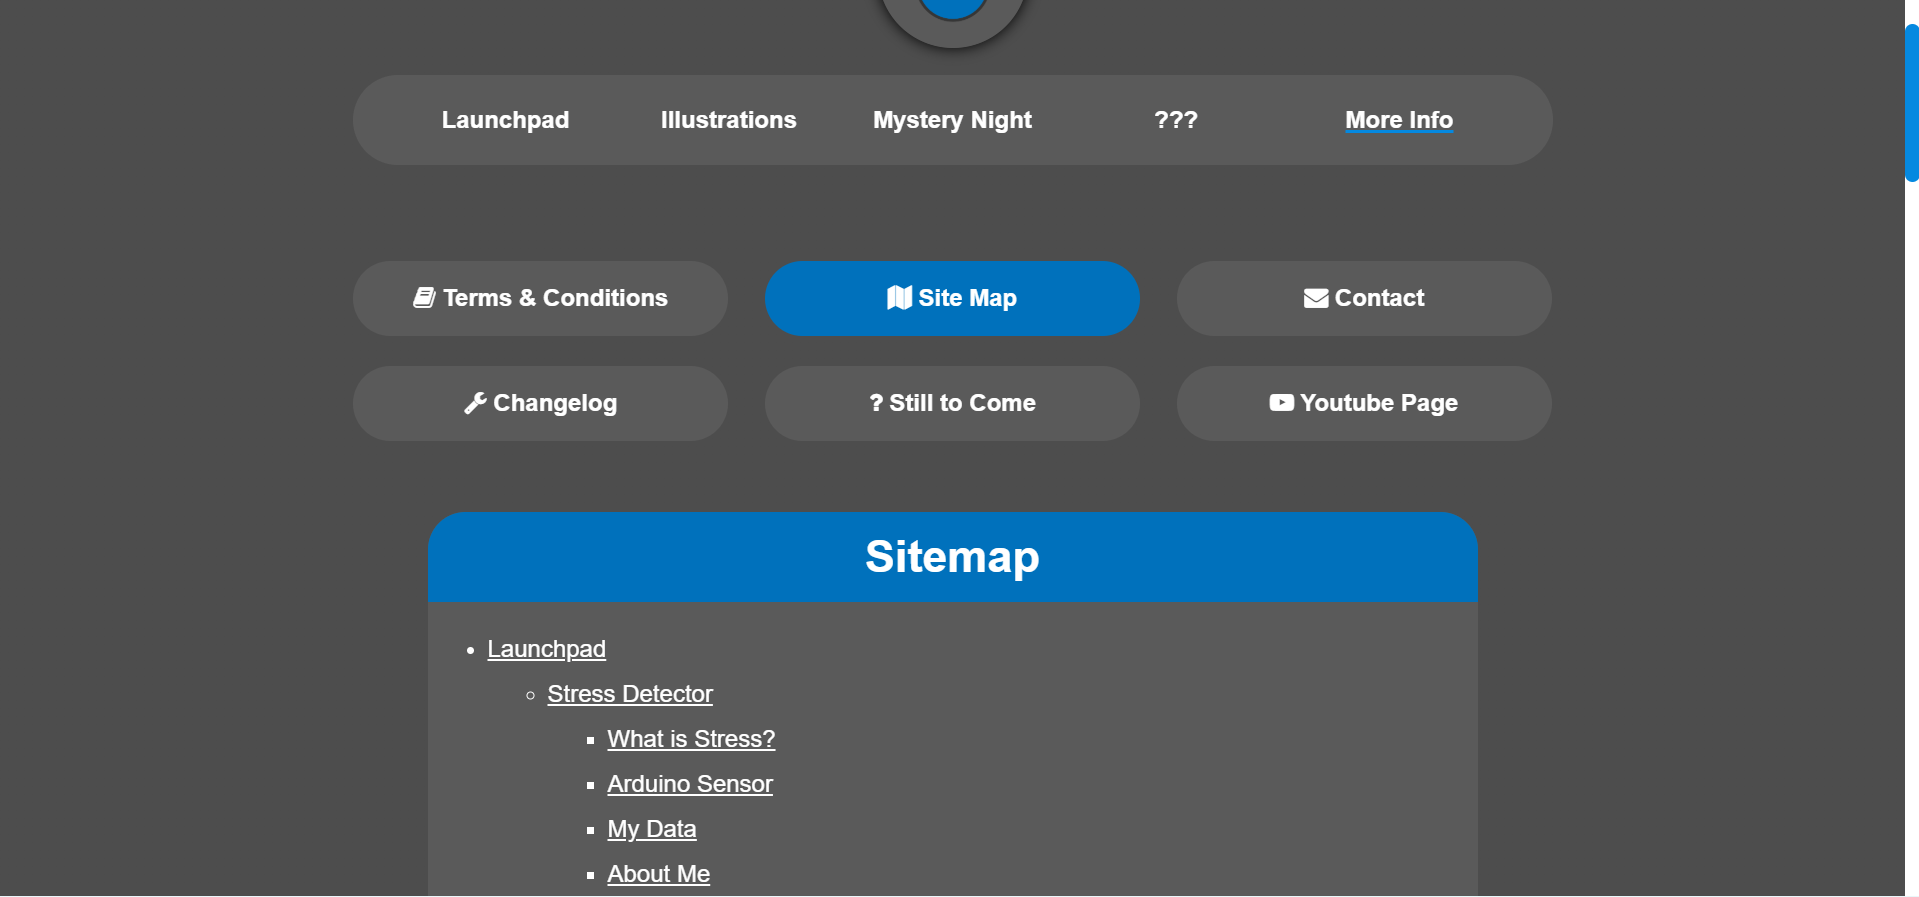 Launchpad Illustrations Mystery Night ??? More Info
Terms & Conditions Site Map Contact
Changelog ? Still to Come Youtube Page
Sitemap
Launchpad
Stress Detector
What is Stress?
Arduino Sensor
My Data
About Me